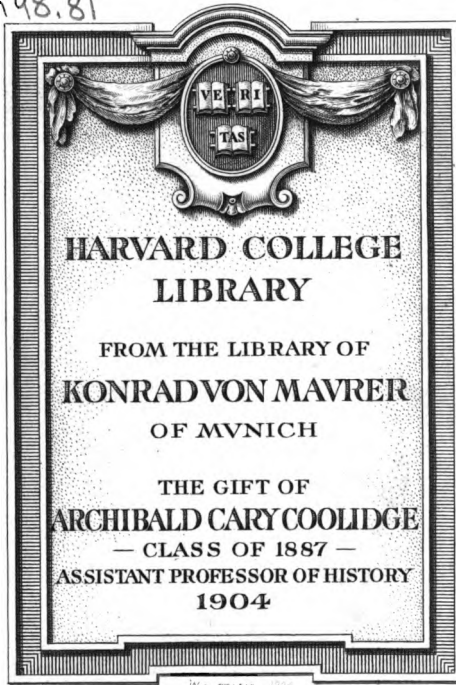 98.81
VE RI
TAS
HARVARD COLLEGE
LIBRARY
FROM THE LIBRARY OF
KONRAD VON MAVRER
OF MVNICH
THE GIFT OF
ARCHIBALD CARY COOLIDGE
— CLASS OF 1887 —
ASSISTANT PROFESSOR OF HISTORY
1904